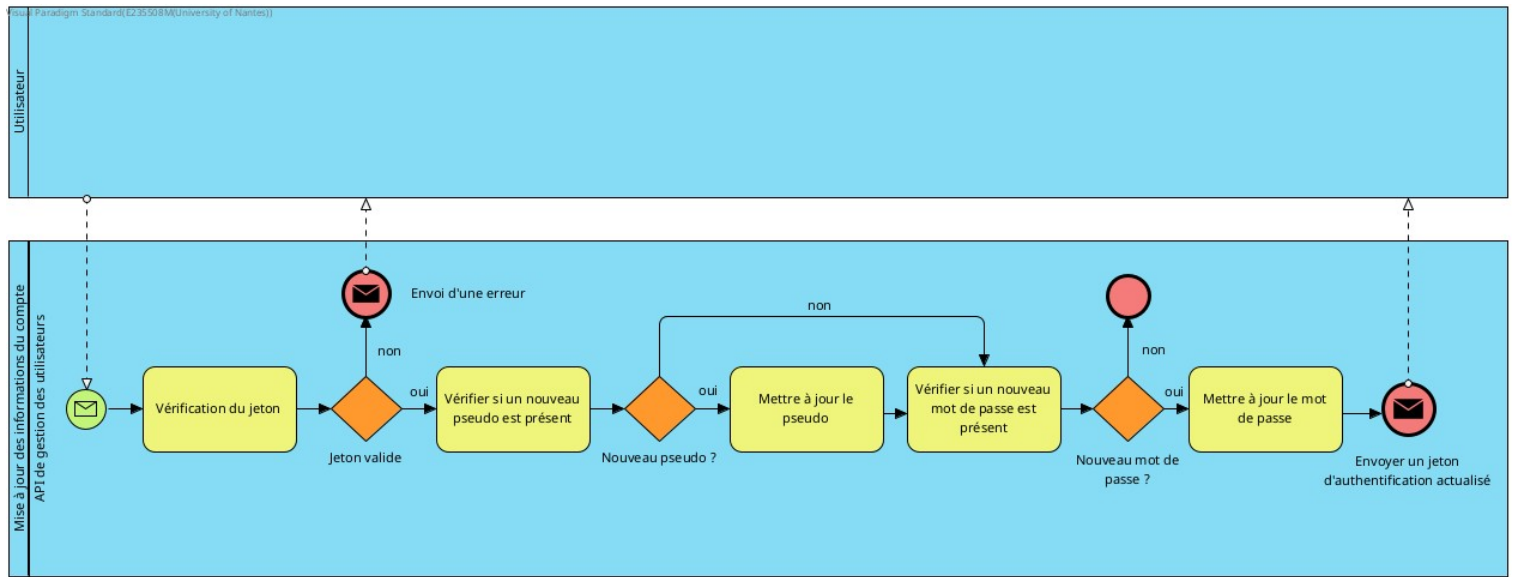 Visual Paradigm Standard(E235508M(University of Nantes))
Utilisateur
Mise à jour des informations du compte
API de gestion des utilisateurs
Envoi d'une erreur
non
non
non
oui
oui
oui
Vérification du jeton
Jeton valide
Vérifier si un nouveau
pseudo est présent
Nouveau pseudo ?
Mettre à jour le
pseudo
Vérifier si un nouveau
mot de passe est
présent
Nouveau mot de
passe ?
Mettre à jour le mot
de passe
Envoyer un jeton
d'authentification actualisé